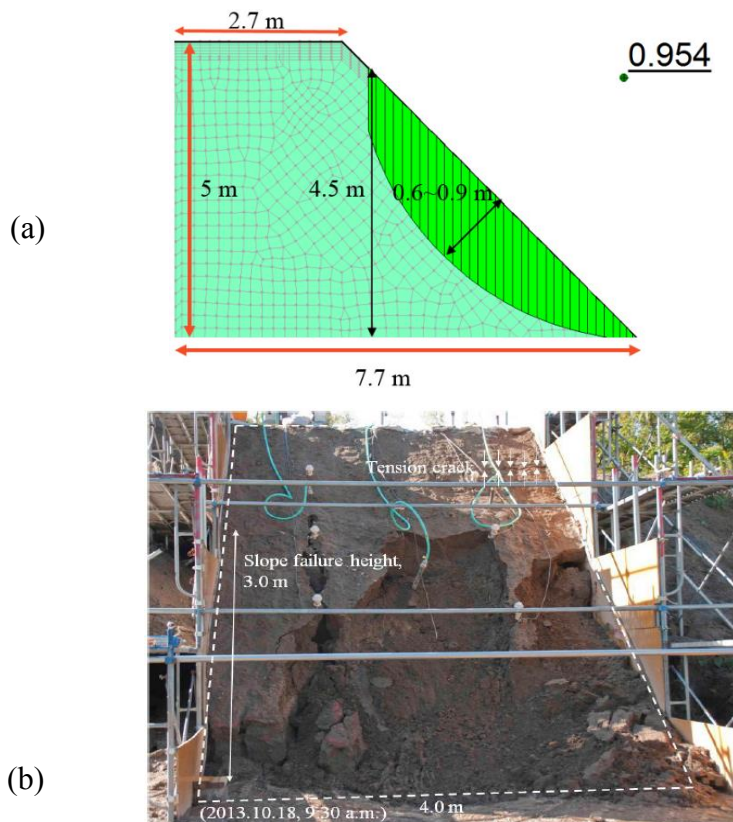 2.7 m
0.954
5 m
4.5 m
0.6~0.9 m
(a)
7.7 m
Tension crack
Slope failure height,
3.0 m
(b)
4.0 m
(2013.10.18, 9.30 a.m.)